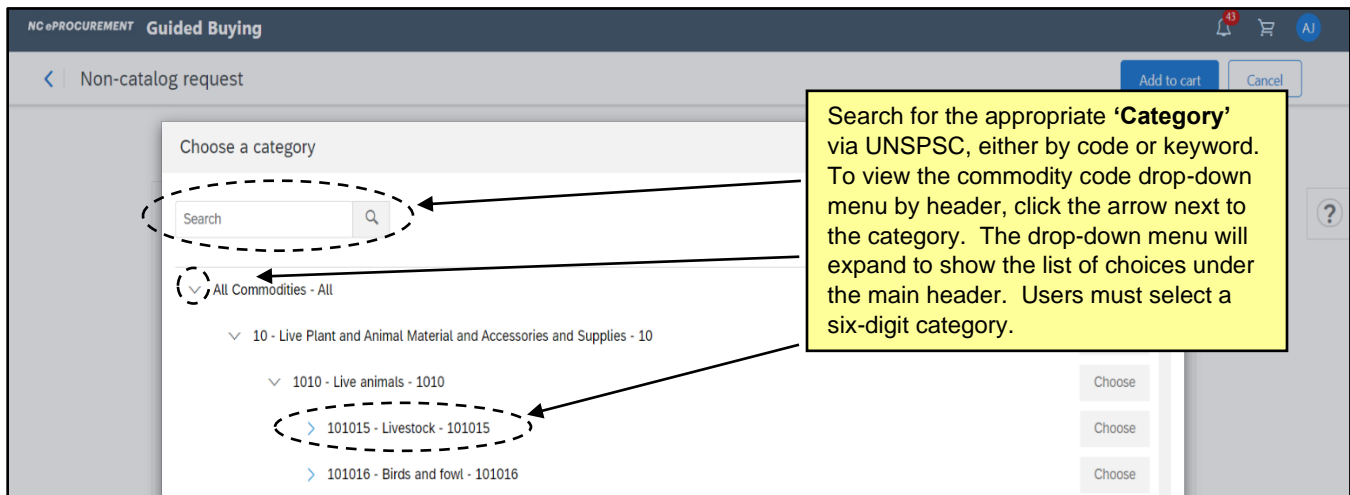 NC ePROCUREMENT Guided Buying
43
AJ
Non-catalog request
Add to cart
Cancel
Choose a category
Search
Search for the appropriate ‘Category’
via UNSPSC, either by code or keyword.
To view the commodity code drop-down
menu by header, click the arrow next to
the category. The drop-down menu will
expand to show the list of choices under
the main header. Users must select a
six-digit category.
?
All Commodities - All
10 - Live Plant and Animal Material and Accessories and Supplies - 10
1010 - Live animals - 1010
Choose
101015 - Livestock - 101015
Choose
101016 - Birds and fowl - 101016
Choose